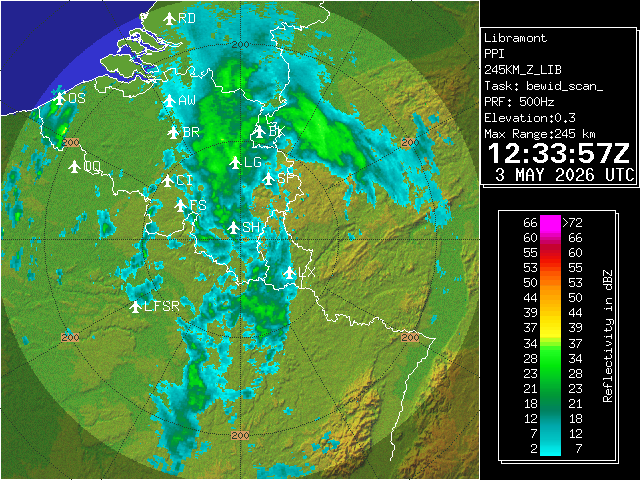 RD
200
OS
AW
BR
BK
200
200
QQ
LG
CI
SP
FS
SH
LX
LFSR
200
200
200
Libramont
PPI
245KM_Z_LIB
Task: bewid_scan_
PRF: 500Hz
Elevation:0.3
Max Range:245 km
12:33:57Z
3 MAY 2026 UTC
66 >72
60 66
55 60
53 55
50 53
44 50
39 44
37 39
34 37
28 34
23 28
21 23
18 21
12 18
7 12
2 7
Reflectivity in dBZ